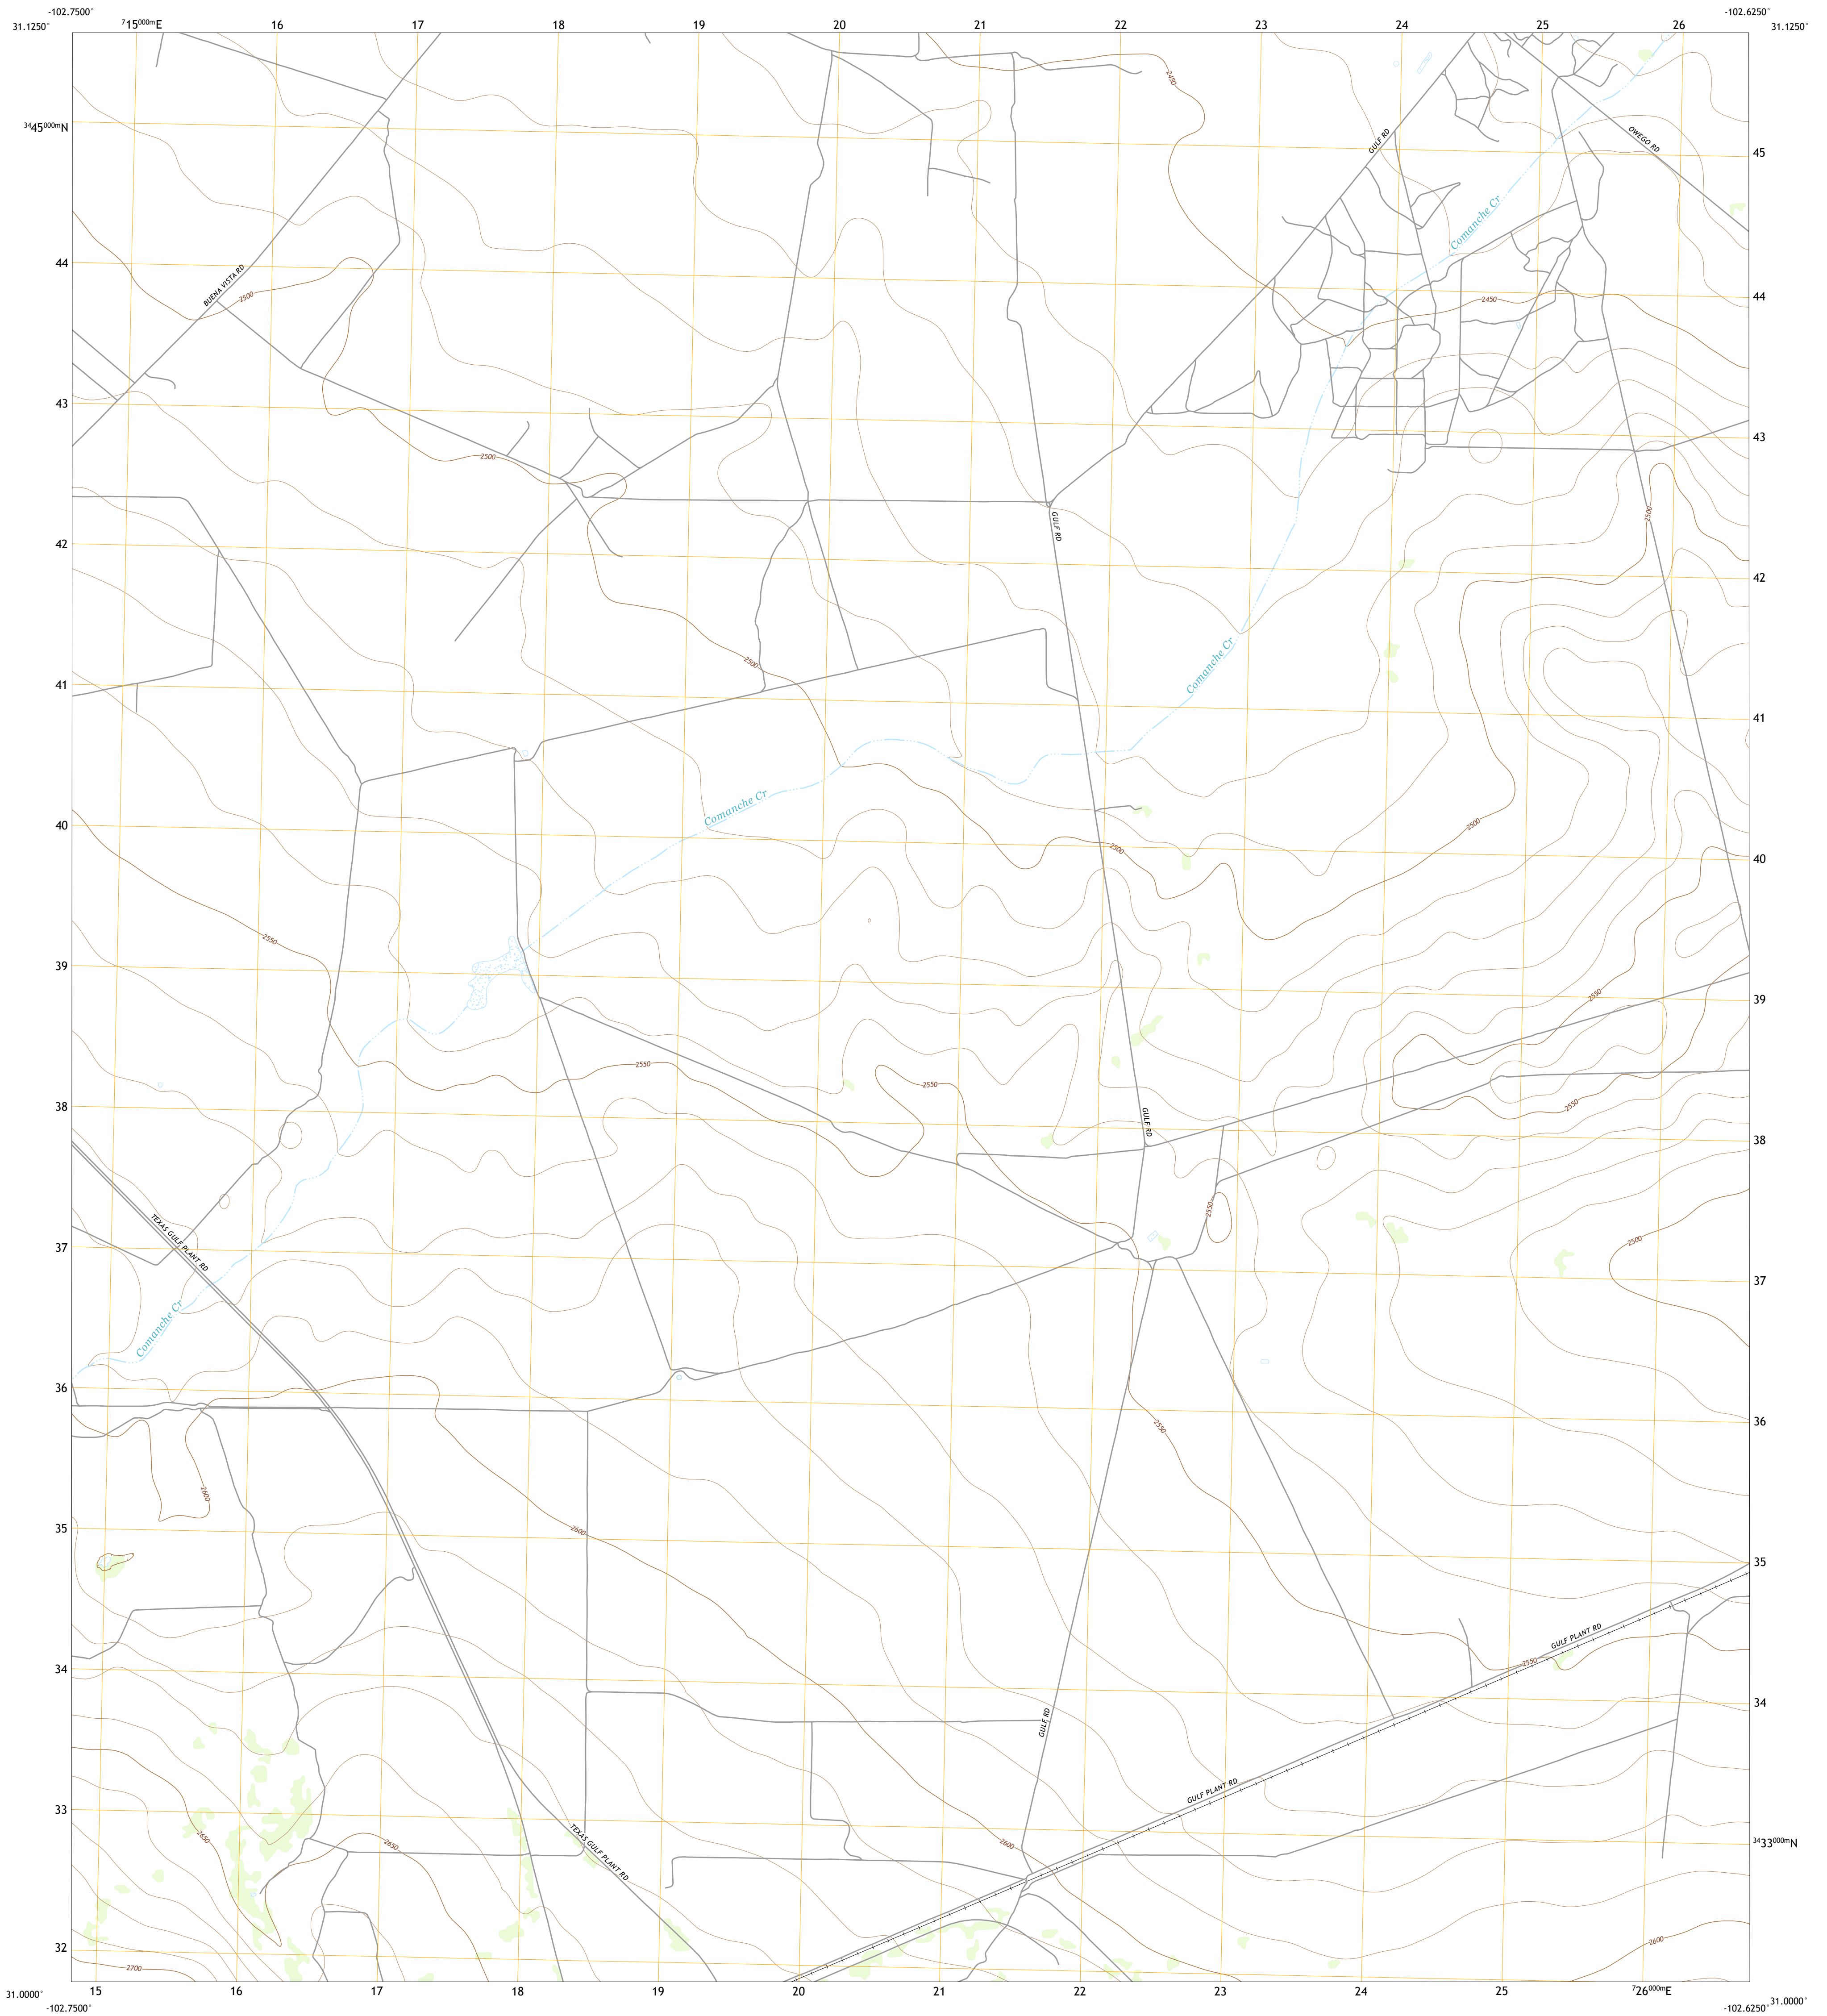 -102.7500° -102.6250°
31.1250° 715000mE 16 17 18 19 20 21 22 23 24 25 26 31.1250°
2450
3445000mN
GULF RD
OWEGO RD
45
Comanche Cr
44
BUENA VISTA RD
2500
2450
44
43
43
2500
2500
GULF RD
42
42
Comanche Cr
2500
41
41
Comanche Cr
40
2500
2500
40
2550
39
2550
39
2550
2550
38
2550
GULF RD
38
2550
TEXAS GULF PLANT RD
37
2500
37
Comanche Cr
36
2550
36
2600
2600
35
35
GULF PLANT RD
2550
34
34
GULF RD
GULF PLANT RD
33
2650
2650
TEXAS GULF PLANT RD
2600
3433000mN
32
2600
2700
31.0000° 15 16 17 18 19 20 21 22 23 24 25 726000mE 31.0000°
-102.7500° -102.6250°